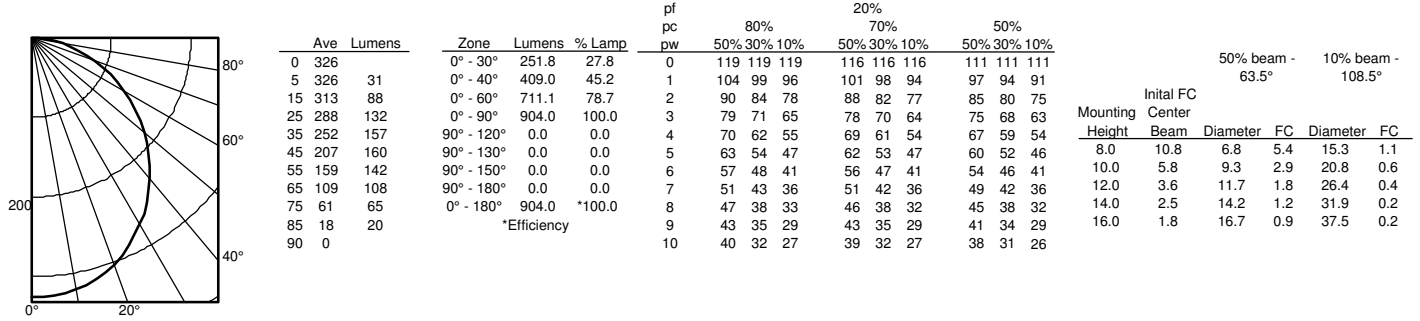 80°
60°
40°
200
0° 20°
Ave Lumens
0 326
5 326 31
15 313 88
25 288 132
35 252 157
45 207 160
55 159 142
65 109 108
75 61 65
85 18 20
90 0
Zone Lumens % Lamp
0° - 30° 251.8 27.8
0° - 40° 409.0 45.2
0° - 60° 711.1 78.7
0° - 90° 904.0 100.0
90° - 120° 0.0 0.0
90° - 130° 0.0 0.0
90° - 150° 0.0 0.0
90° - 180° 0.0 0.0
0° - 180° 904.0 *100.0
*Efficiency
pf 20%
pc 80% 70% 50%
pw 50% 30% 10% 50% 30% 10% 50% 30% 10%
0 119 119 119 116 116 116 111 111 111
1 104 99 96 101 98 94 97 94 91
2 90 84 78 88 82 77 85 80 75
3 79 71 65 78 70 64 75 68 63
4 70 62 55 69 61 54 67 59 54
5 63 54 47 62 53 47 60 52 46
6 57 48 41 56 47 41 54 46 41
7 51 43 36 51 42 36 49 42 36
8 47 38 33 46 38 32 45 38 32
9 43 35 29 43 35 29 41 34 29
10 40 32 27 39 32 27 38 31 26
50% beam - 10% beam -
63.5° 108.5°
Inital FC
Mounting Center
Height Beam Diameter FC Diameter FC
8.0 10.8 6.8 5.4 15.3 1.1
10.0 5.8 9.3 2.9 20.8 0.6
12.0 3.6 11.7 1.8 26.4 0.4
14.0 2.5 14.2 1.2 31.9 0.2
16.0 1.8 16.7 0.9 37.5 0.2